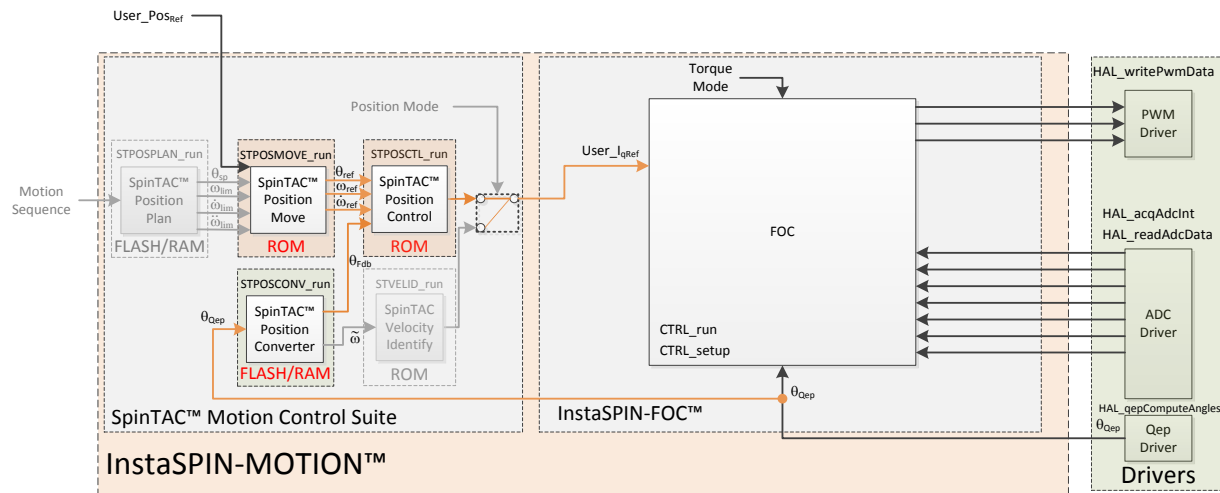 User_PosRef
Motion
Sequence
STPOSPLAN_run
SpinTAC™
Position
Plan
FLASH/RAM
θsp
ωlim
ω̇lim
ω̈lim
STPOSMOVE_run
SpinTAC™
Position
Move
ROM
θref
ωref
ω̇ref
STPOSCTL_run
SpinTAC™
Position
Control
ROM
Position Mode
θFdb
STPOSCONV_run
SpinTAC™
Position
Converter
FLASH/RAM
θQep
ω̃
STVELID_run
SpinTAC
Velocity
Identify
ROM
SpinTAC™ Motion Control Suite
User_IqRef
Torque
Mode
FOC
CTRL_run
CTRL_setup
θQep
InstaSPIN-FOC™
InstaSPIN-MOTION™
HAL_writePwmData
PWM
Driver
HAL_acqAdcInt
HAL_readAdcData
ADC
Driver
HAL_qepComputeAngles
θQep
Qep
Driver
Drivers